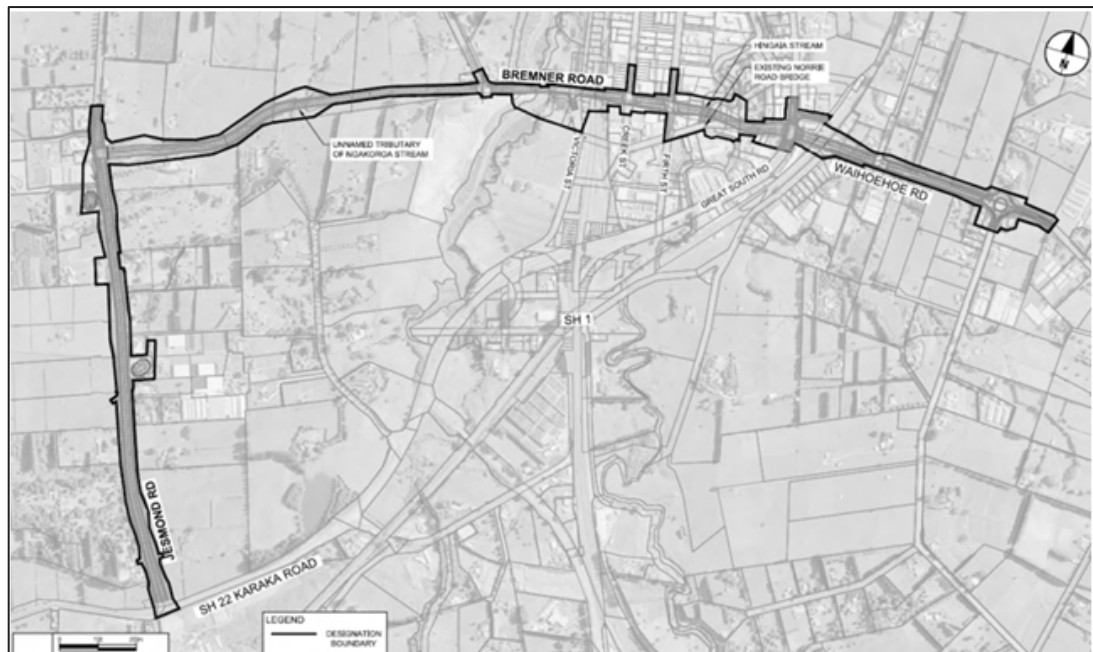 HINGAIA STREAM
EXISTING NORRIE
ROAD BRIDGE
BREMNER ROAD
UNNAMED TRIBUTARY
OF NGAKOROA STREAM
VICTORIA ST
CREEK ST
FIRTH ST
GREAT SOUTH RD
WAIHOEHOE RD
SH 1
JESMOND RD
SH 22 KARAKA ROAD
LEGEND
DESIGNATION
BOUNDARY
N
0